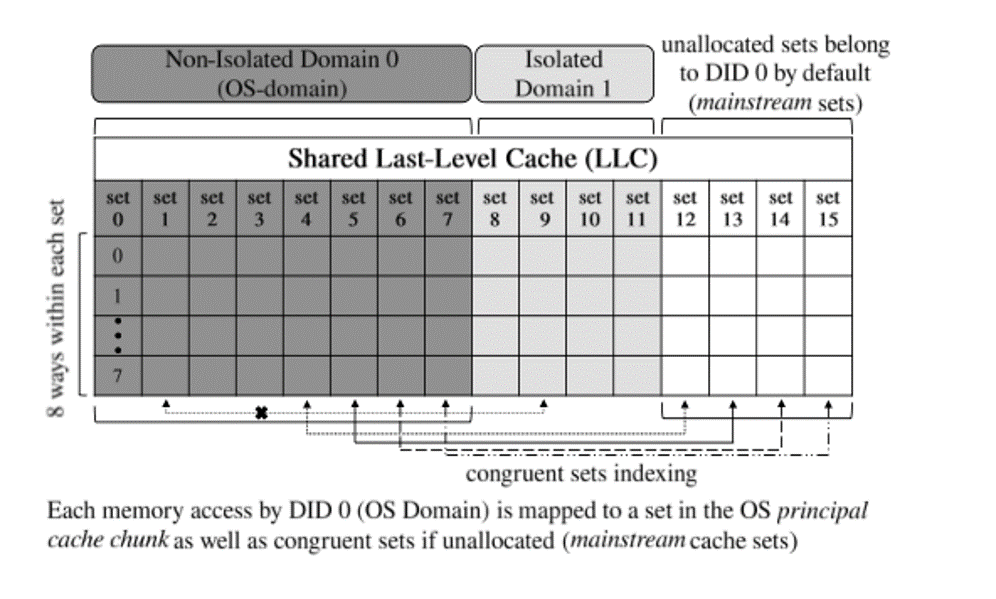 Non-Isolated Domain 0
(OS-domain)
Isolated
Domain 1
unallocated sets belong
to DID 0 by default
(mainstream sets)
Shared Last-Level Cache (LLC)
set 0 set 1 set 2 set 3 set 4 set 5 set 6 set 7 set 8 set 9 set 10 set 11 set 12 set 13 set 14 set 15
8 ways within each set
0
1
7
congruent sets indexing
Each memory access by DID 0 (OS Domain) is mapped to a set in the OS principal
cache chunk as well as congruent sets if unallocated (mainstream cache sets)